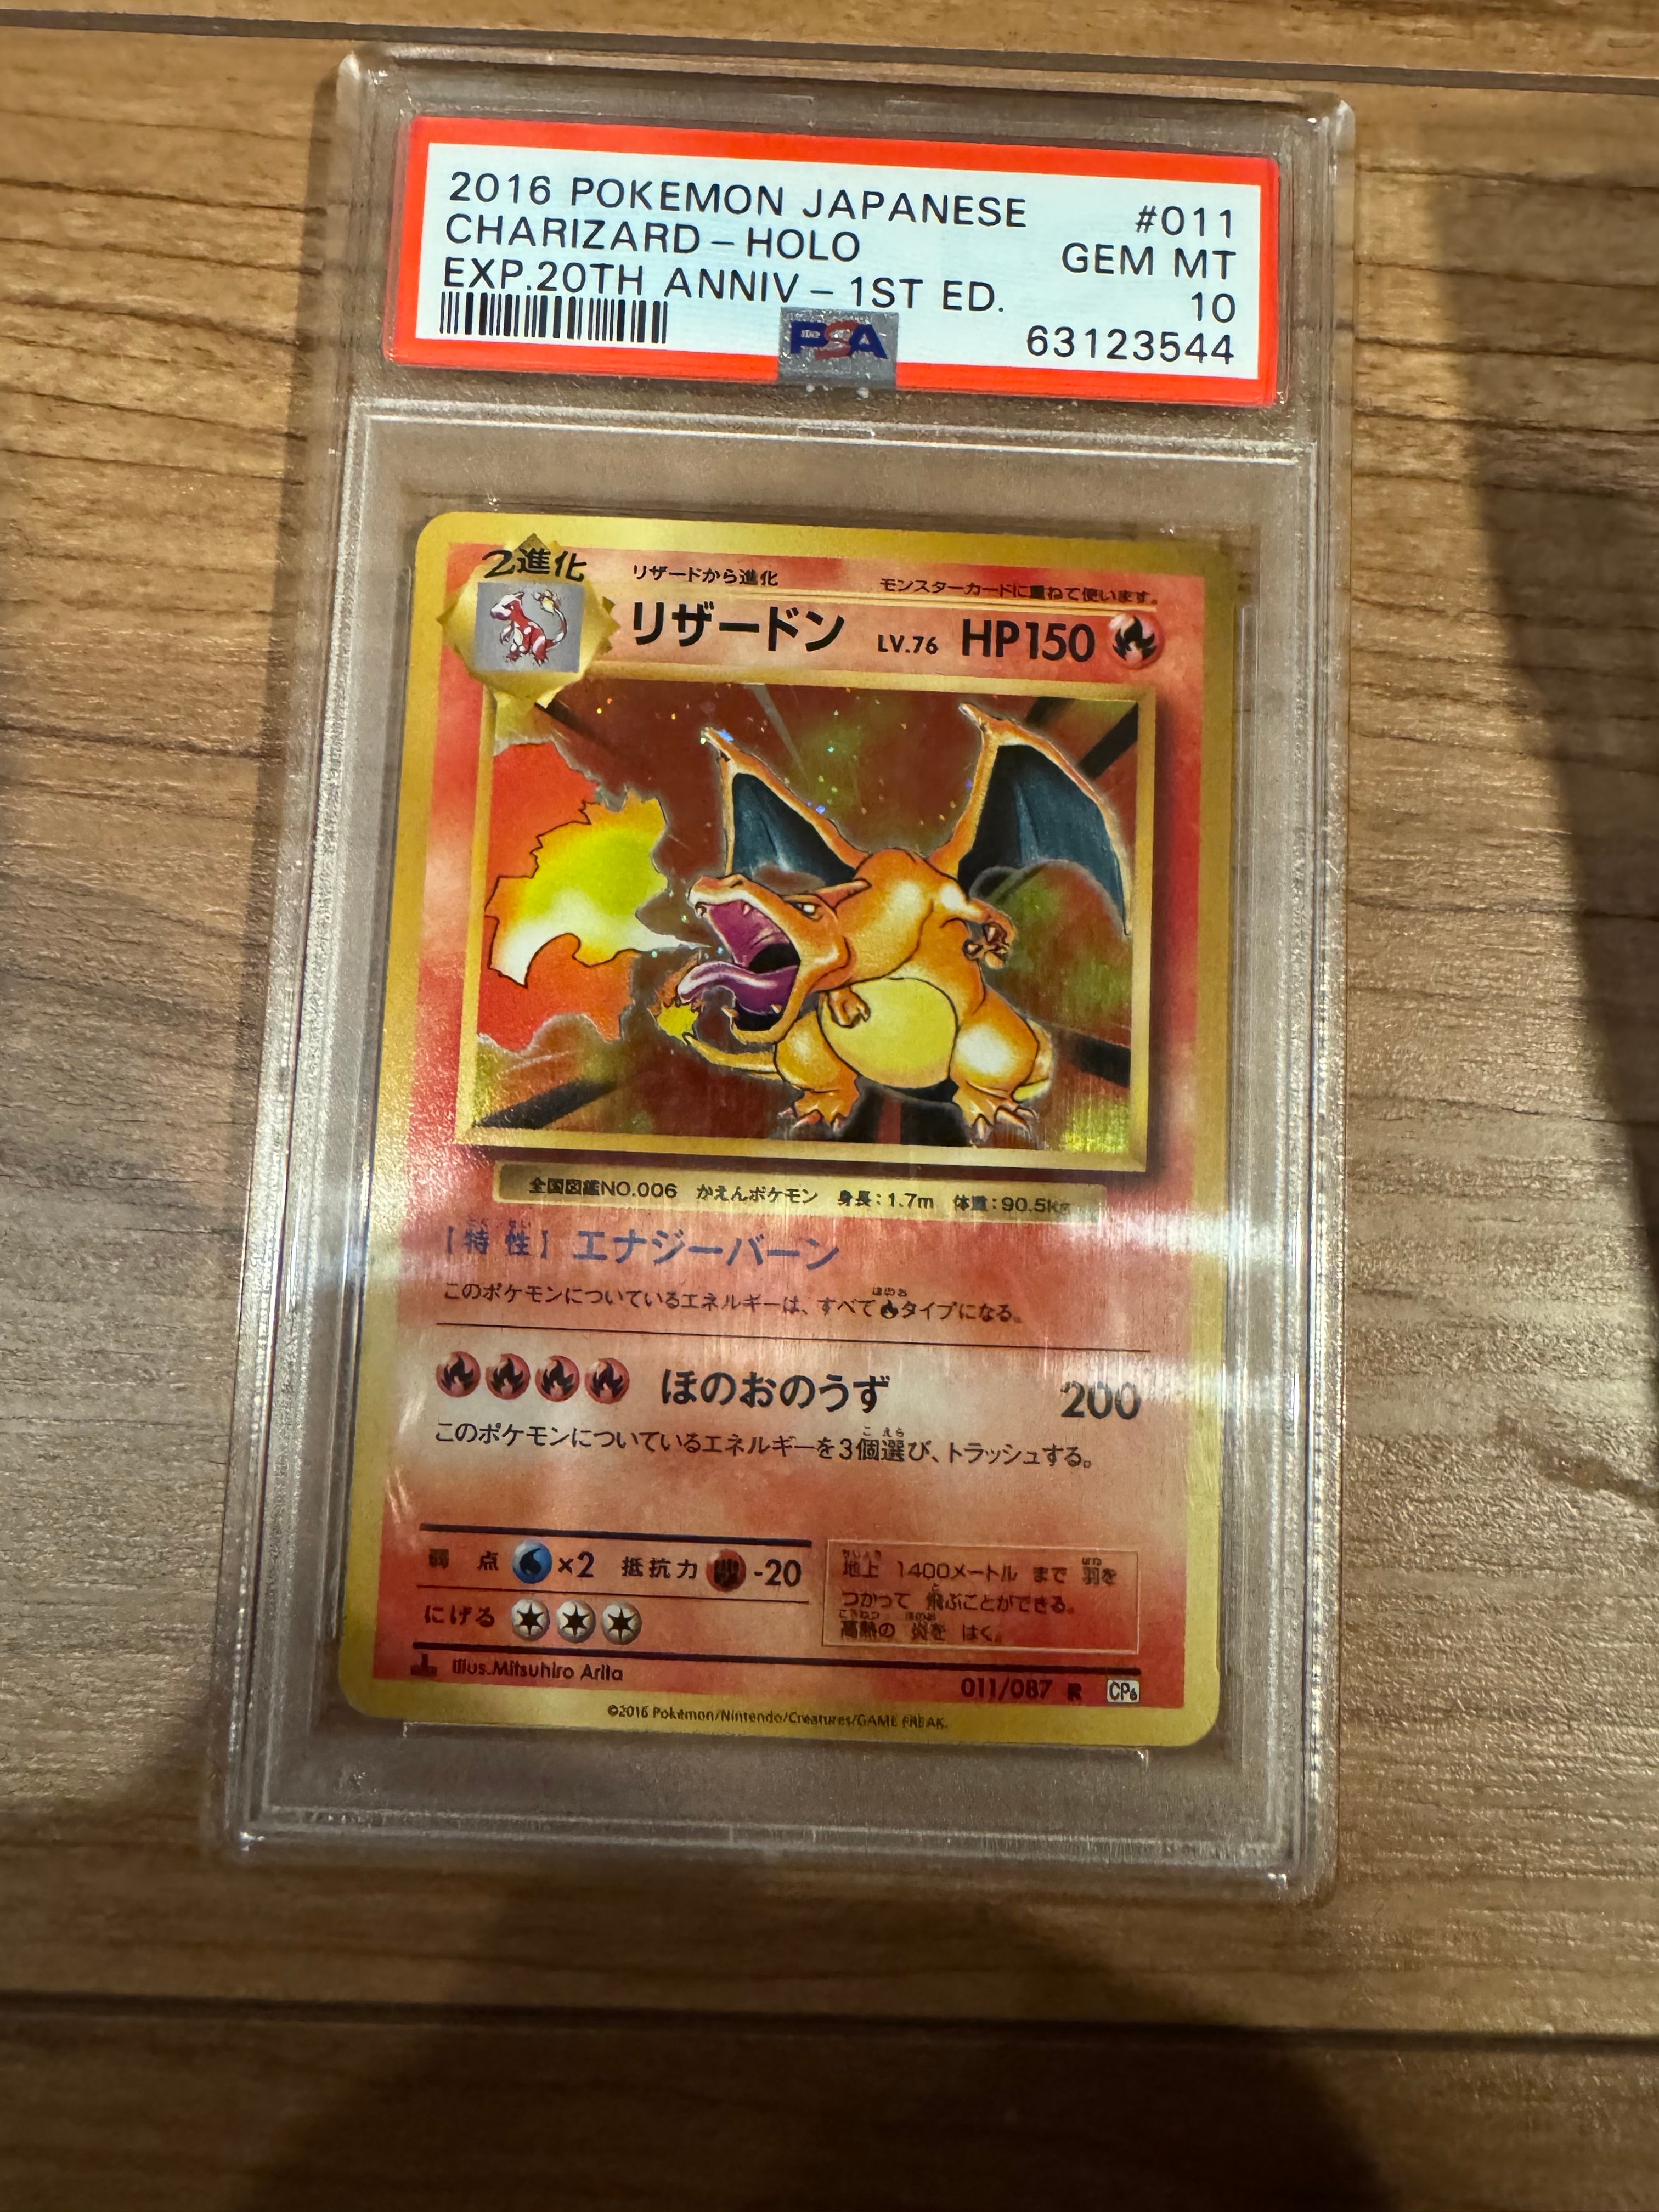 2016 POKEMON JAPANESE #011
CHARIZARD - HOLO GEM MT
EXP.20TH ANNIV - 1ST ED. 10
PSA 63123544
2進化
リザードから進化 モンスターカードに重ねて使います。
リザードン LV.76 HP150
全国図鑑NO.006 かえんポケモン 身長:1.7m 体重:90.5kg
[特性] エナジーバーン
このポケモンについているエネルギーは、すべてタイプになる。
ほのおのうず 200
このポケモンについているエネルギーを3個選び、トラッシュする。
弱点 ×2 抵抗力 -20
にげる
地上 1400メートル まで 羽を
つかって 飛ぶことができる。
高熱の 炎を はく。
1 Illus.Mitsuhiro Arita 011/087 R CP6
©2016 Pokémon/Nintendo/Creatures/GAME FREAK.